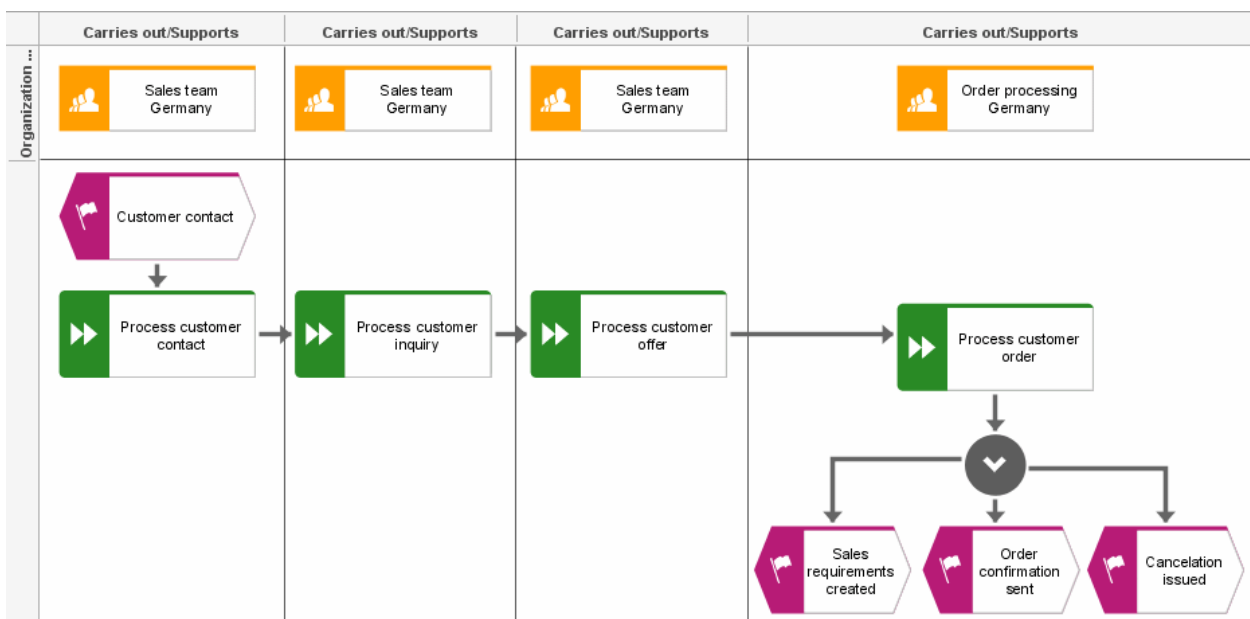 Carries out/Supports
Carries out/Supports
Carries out/Supports
Carries out/Supports
Organization ...
Sales team
Germany
Sales team
Germany
Sales team
Germany
Order processing
Germany
Customer contact
Process customer
contact
Process customer
inquiry
Process customer
offer
Process customer
order
Sales
requirements
created
Order
confirmation
sent
Cancelation
issued